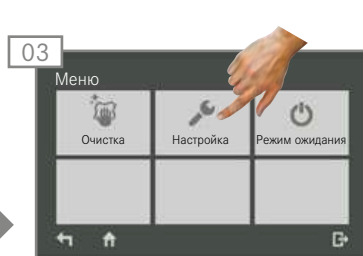 03
Меню
Очистка
Настройка
Режим ожидания